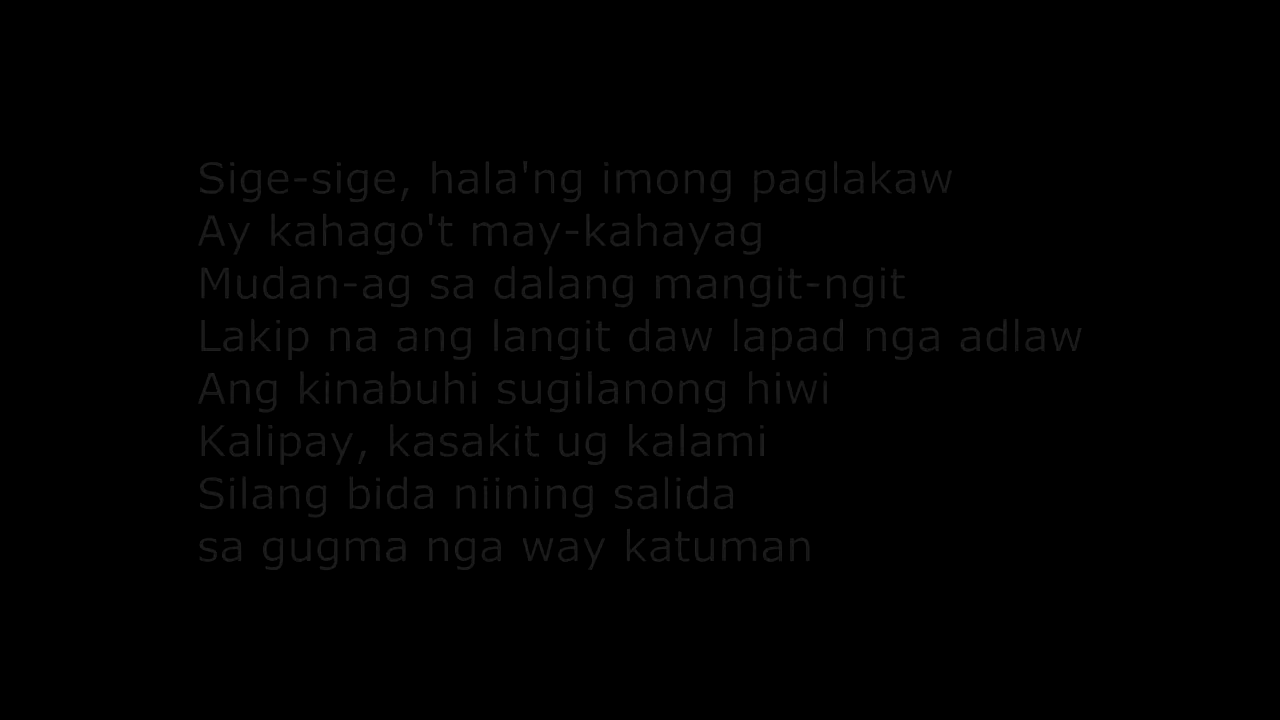 Sige-sige, hala'ng imong paglakaw
Ay kahago't may-kahayag
Mudan-ag sa dalang mangit-ngit
Lakip na ang langit daw lapad nga adlaw
Ang kinabuhi sugilanong hiwi
Kalipay, kasakit ug kalami
Silang bida niining salida
sa gugma nga way katuman